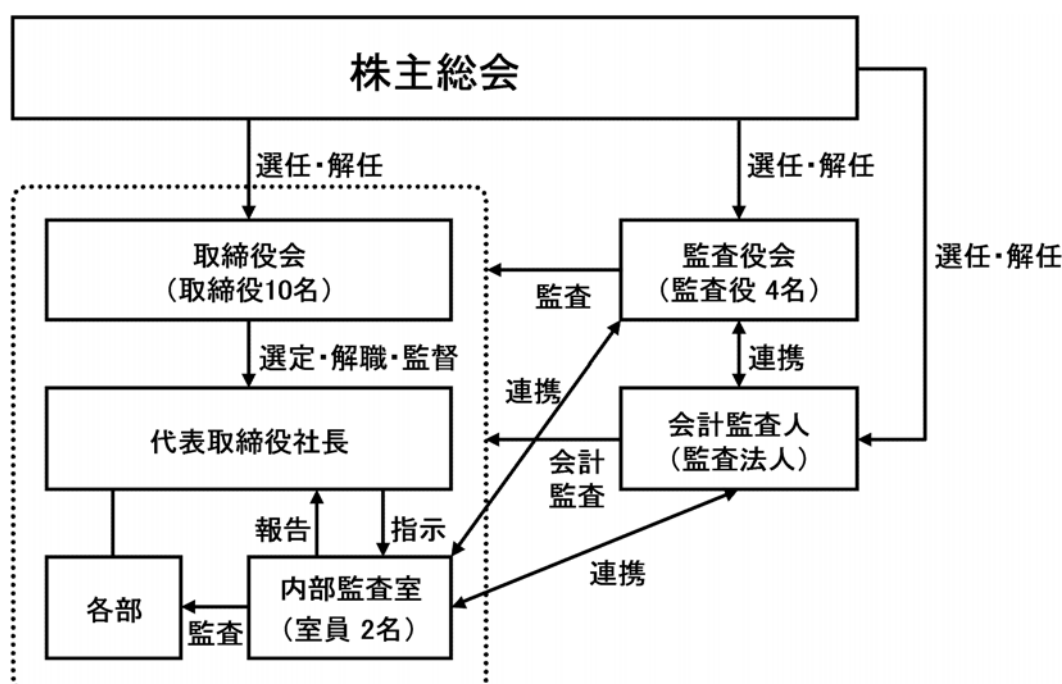 株主総会
選任・解任
選任・解任
取締役会
（取締役10名）
監査役会
（監査役 4名）
選任・解任
監査
選定・解職・監督
連携
連携
代表取締役社長
会計監査人
（監査法人）
会計
監査
報告
指示
各部
内部監査室
（室員 2名）
連携
監査